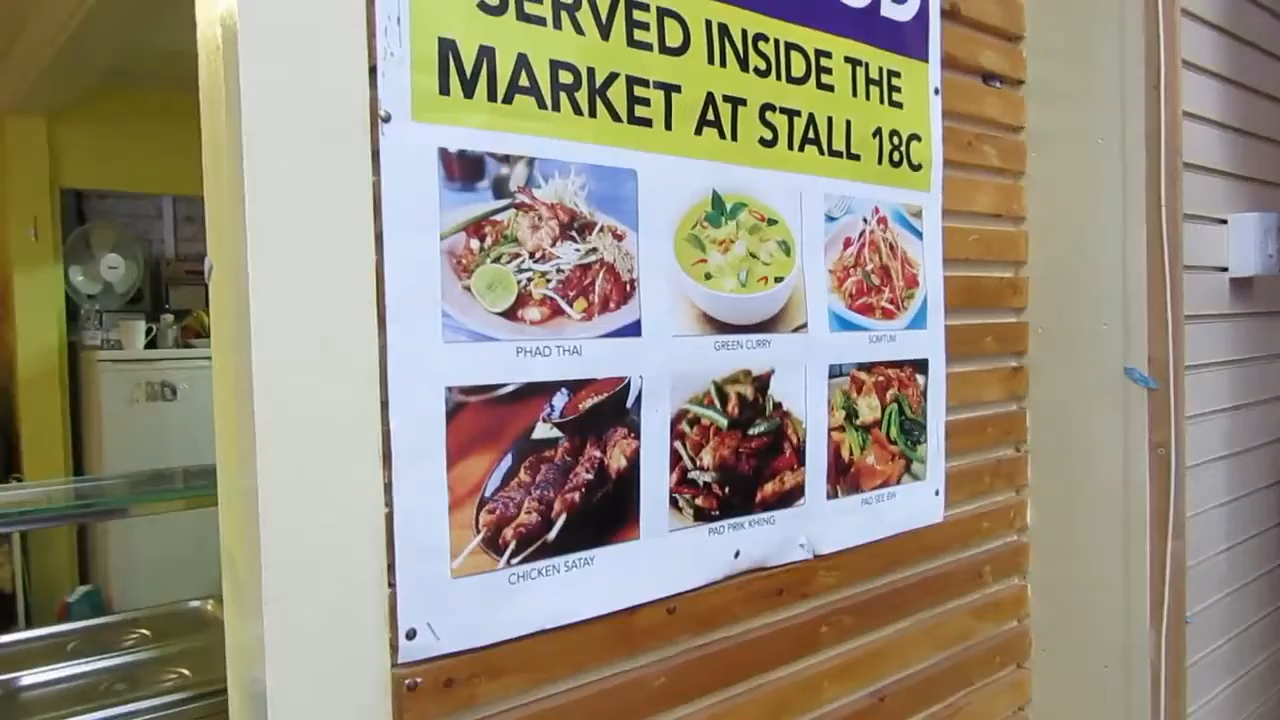 SERVED INSIDE THE
MARKET AT STALL 18C
PHAD THAI
GREEN CURRY
SOMTUM
CHICKEN SATAY
PAD PRIK KHING
PAD SEE EW